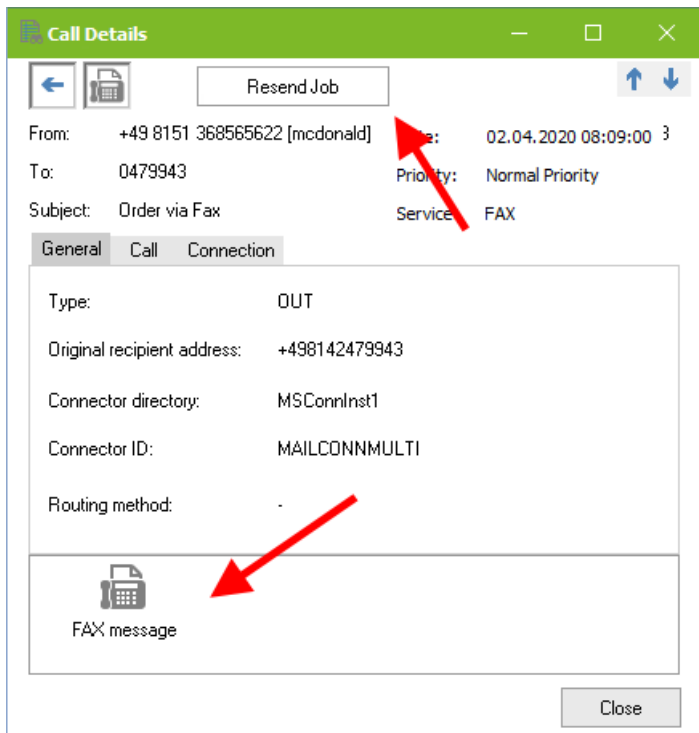 Call Details
Resend Job
From: +49 8151 368565622 [mcdonald] 02.04.2020 08:09:00
To: 0479943 Priority: Normal Priority
Subject: Order via Fax Service FAX
General Call Connection
Type: OUT
Original recipient address: +498142479943
Connector directory: MSConnInst1
Connector ID: MAILCONNMULTI
Routing method: -
FAX message
Close